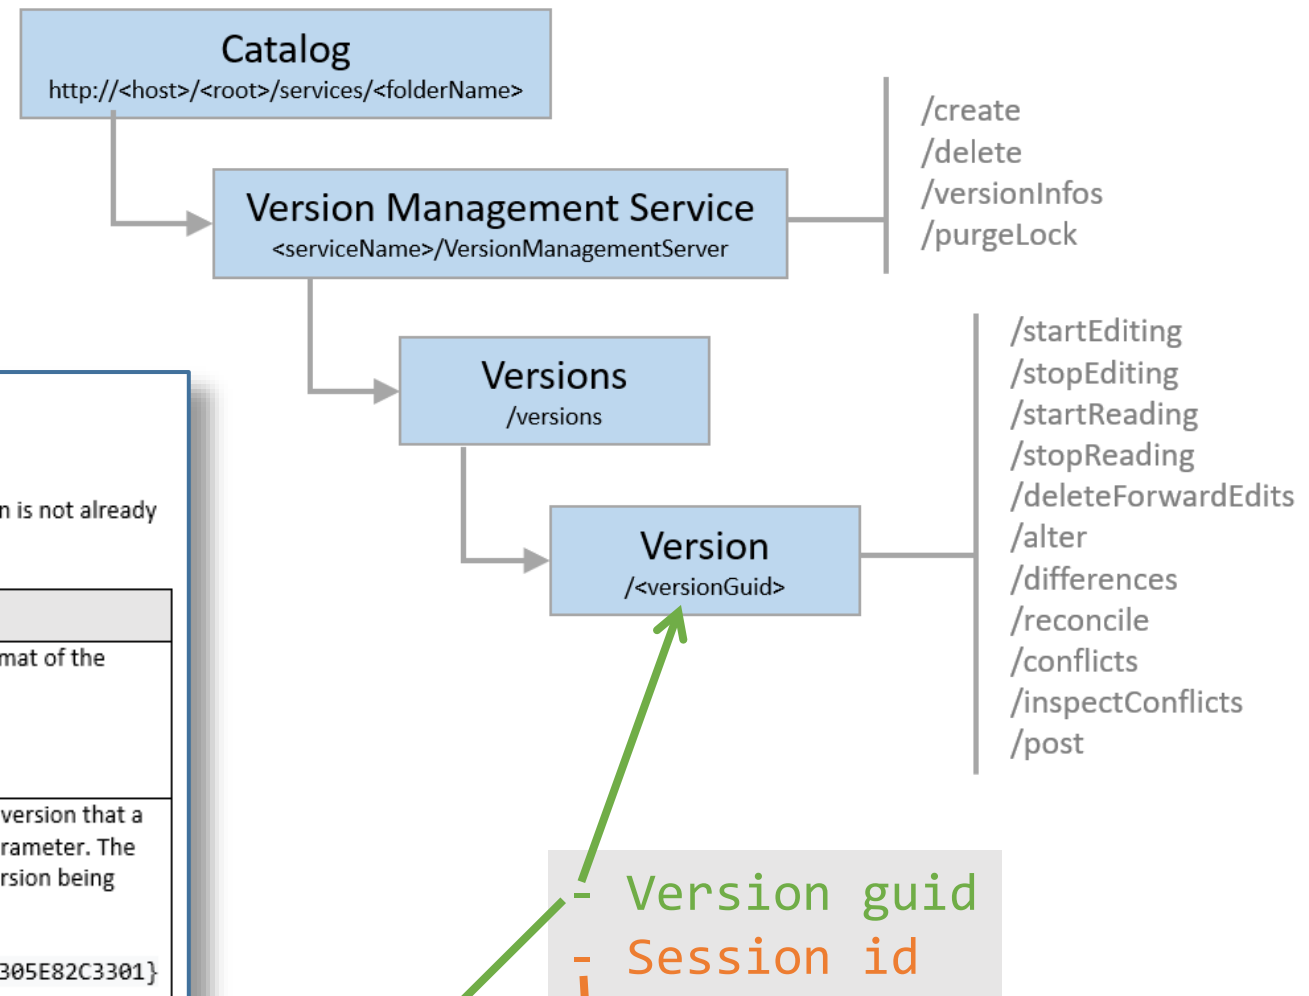 Catalog
http://<host>/<root>/services/<folderName>
/create
/delete
/versionInfos
/purgeLock
Version Management Service
<serviceName>/VersionManagementServer
/startEditing
/stopEditing
/startReading
/stopReading
/deleteForwardEdits
/alter
/differences
/reconcile
/conflicts
/inspectConflicts
/post
Versions
/versions
Version
/<versionGuid>
n is not already
mat of the
version that a
rameter. The
rsion being
305E82C3301}
- Version guid
- Session id